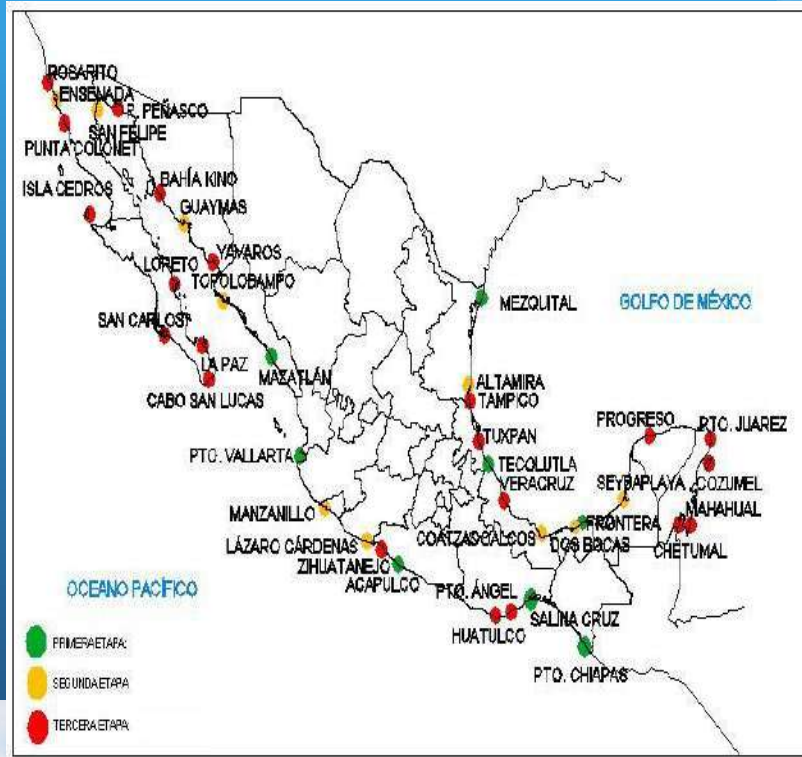 ROSARITO
ENSENADA
P. PEÑASCO
SAN FELIPE
PUNTA COLONET
BAHÍA KINO
ISLA CEDROS
GUAYMAS
YAVAROS
LORETO
TOPOLOBAMPO
MEZQUITAL
GOLFO DE MÉXICO
SAN CARLOS
LA PAZ
MAZATLÁN
CABO SAN LUCAS
ALTAMIRA
TAMPICO
PROGRESO
PTO. JUAREZ
TUXPAN
PTO. VALLARTA
TECOLUTLA
VERACRUZ
SEYBAPLAYA
COZUMEL
MANZANILLO
MAHAHUAL
FRONTERA
COATZACOALCOS
DOS BOCAS
CHETUMAL
LÁZARO CÁRDENAS
ZIHUATANEJO
ACAPULCO
OCEANO PACÍFICO
PTO. ÁNGEL
SALINA CRUZ
HUATULCO
PTO. CHIAPAS
PRIMERA ETAPA:
SEGUNDA ETAPA
TERCERA ETAPA